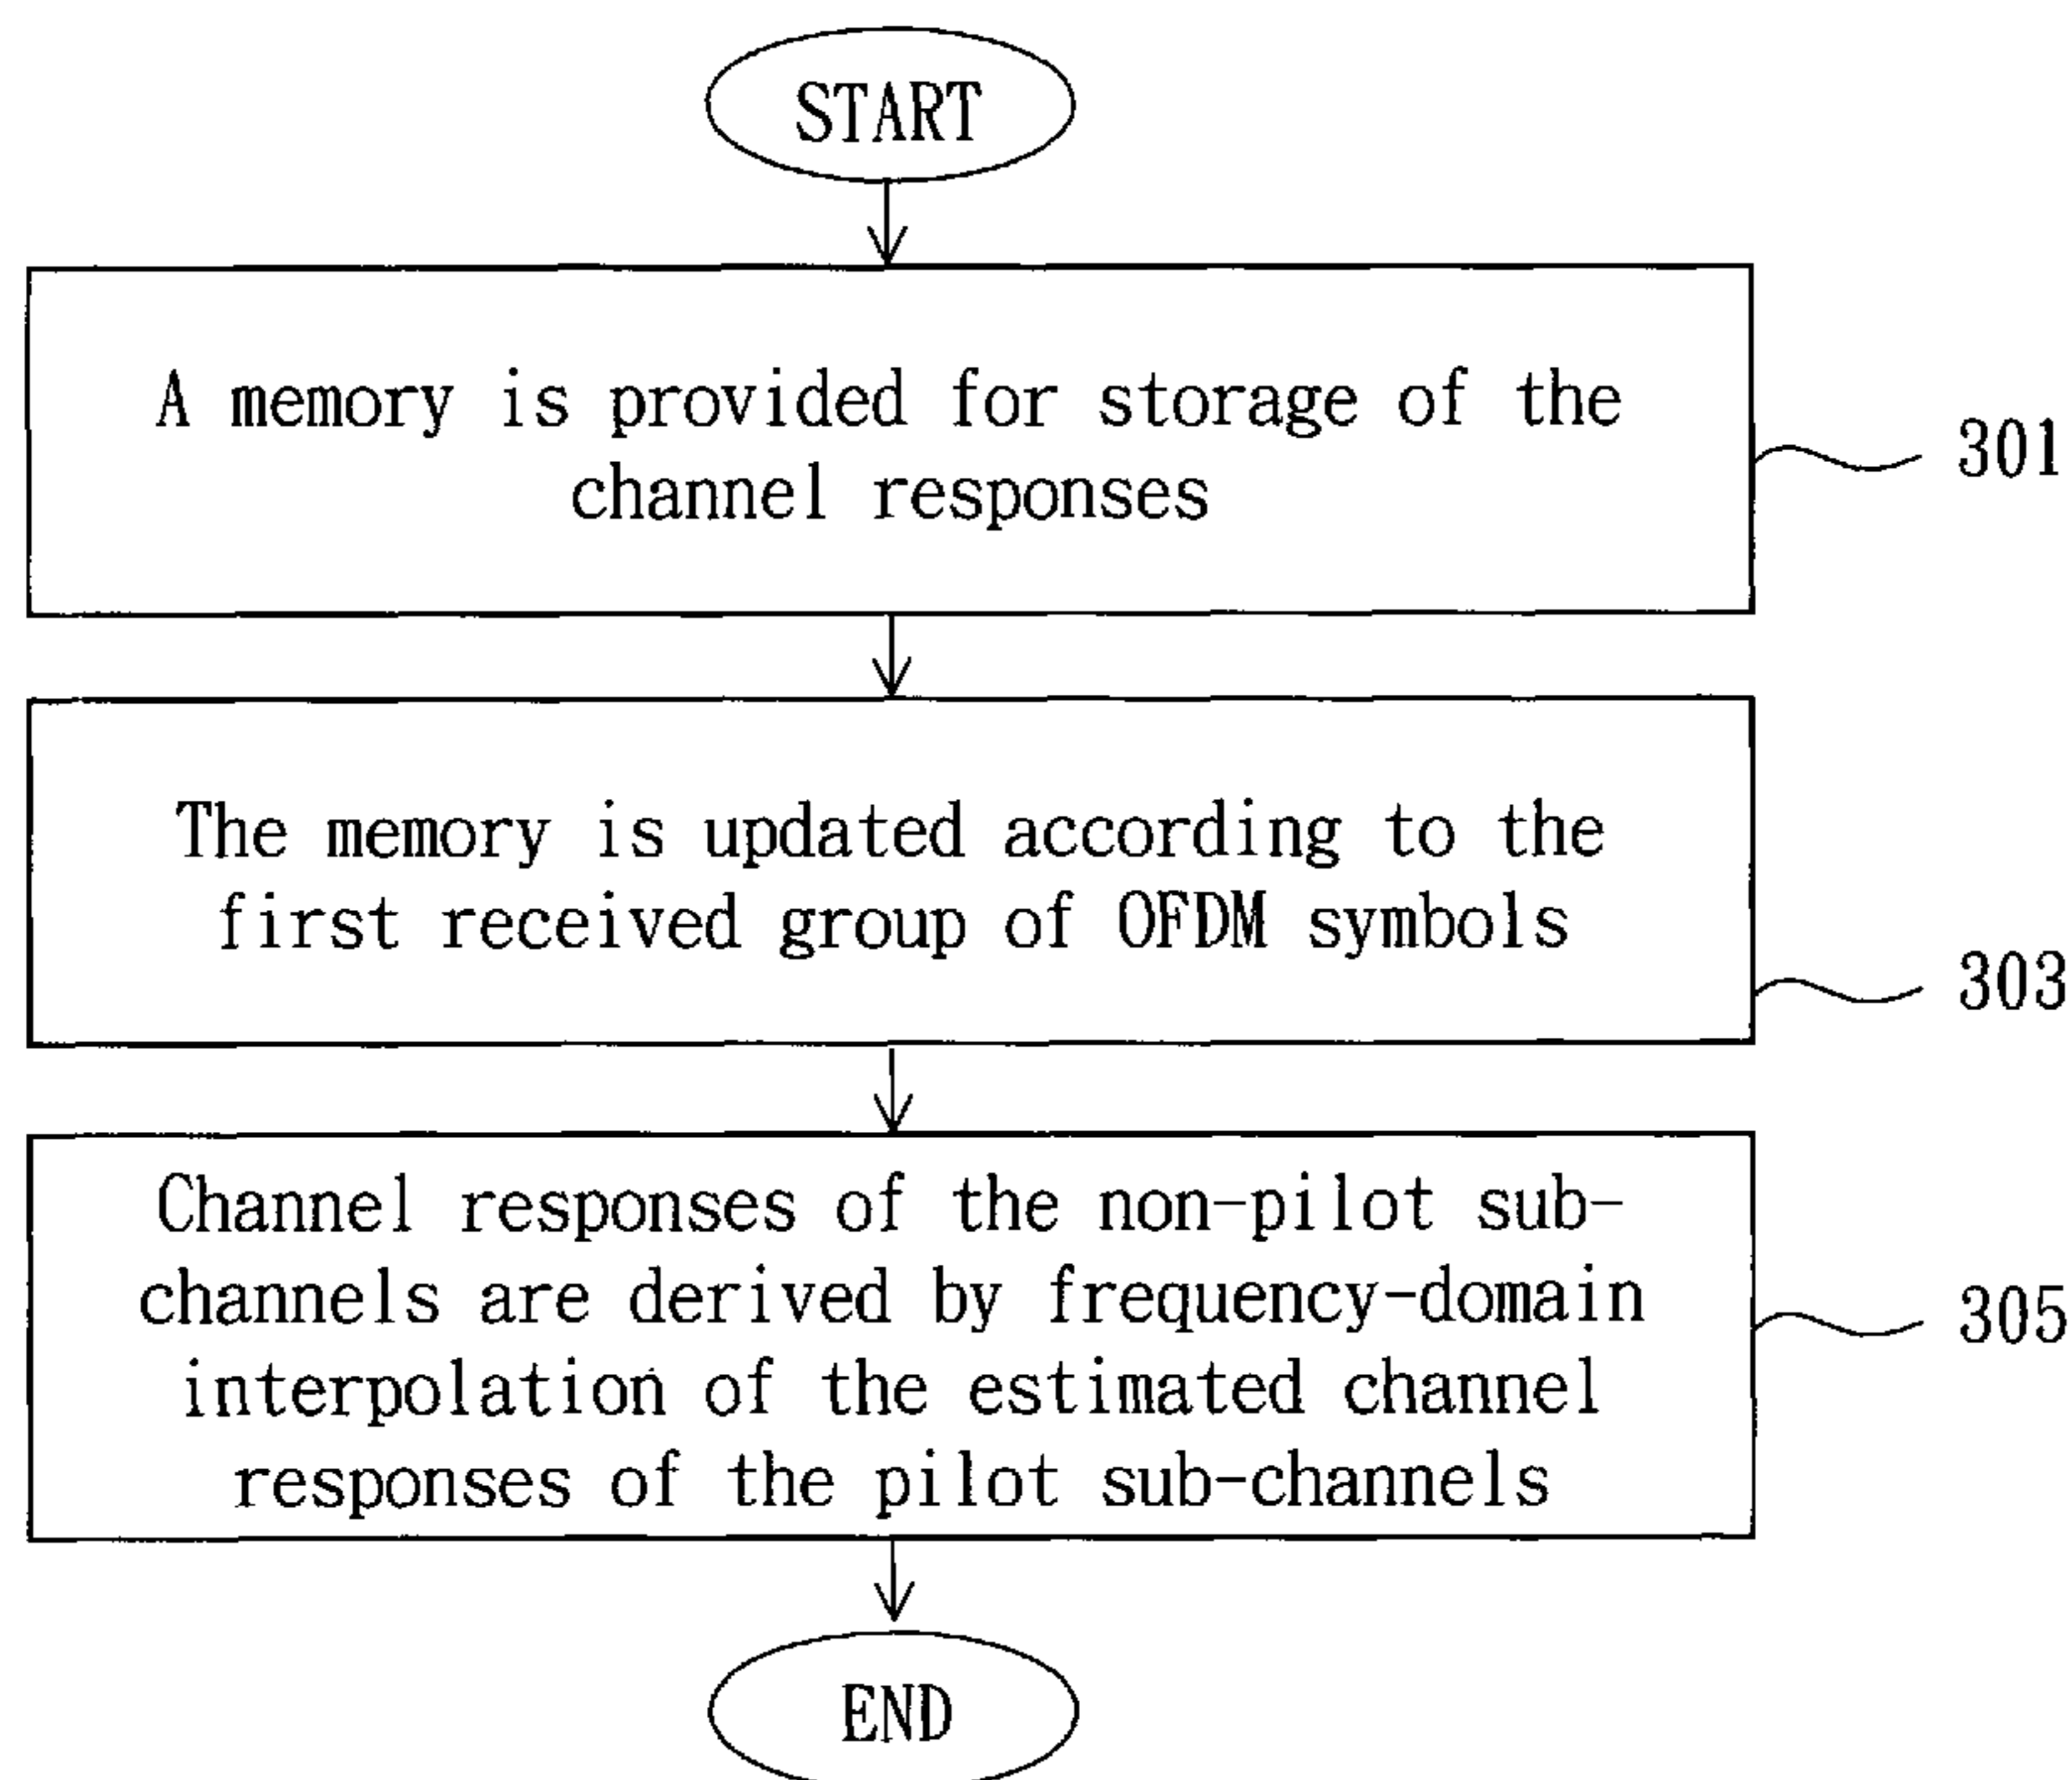 START
A memory is provided for storage of the
channel responses
301
The memory is updated according to the
first received group of OFDM symbols
303
Channel responses of the non-pilot sub-
channels are derived by frequency-domain
interpolation of the estimated channel
responses of the pilot sub-channels
305
END